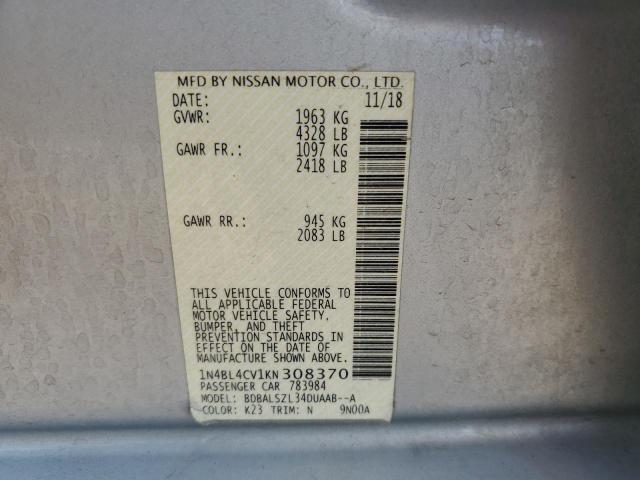 MFD BY NISSAN MOTOR CO., LTD.
DATE: 11/18
GVWR: 1963 KG
4328 LB
GAWR FR.: 1097 KG
2418 LB
GAWR RR.: 945 KG
2083 LB
THIS VEHICLE CONFORMS TO
ALL APPLICABLE FEDERAL
MOTOR VEHICLE SAFETY,
BUMPER, AND THEFT
PREVENTION STANDARDS IN
EFFECT ON THE DATE OF
MANUFACTURE SHOWN ABOVE.
1N4BL4CV1KN308370
PASSENGER CAR 783984
MODEL: BDBALSZL34DUAAB--A
COLOR: K23 TRIM: N 9N00A